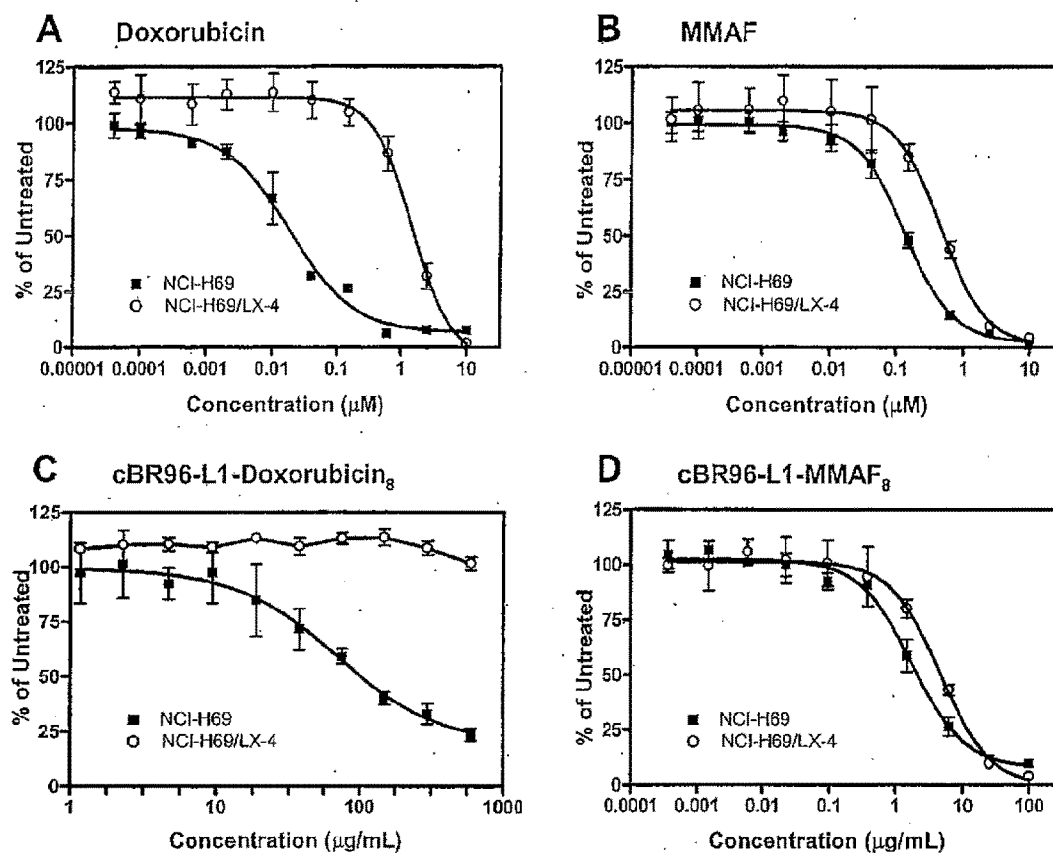 A Doxorubicin
125
100
75
50
25
0
% of Untreated
NCI-H69
NCI-H69/LX-4
0.00001 0.0001 0.001 0.01 0.1 1 10
Concentration (μM)
B MMAF
125
100
75
50
25
0
% of Untreated
NCI-H69
NCI-H69/LX-4
0.00001 0.0001 0.001 0.01 0.1 1 10
Concentration (μM)
C cBR96-L1-Doxorubicin₈
125
100
75
50
25
0
% of Untreated
NCI-H69
NCI-H69/LX-4
1 10 100 1000
Concentration (μg/mL)
D cBR96-L1-MMAF₈
125
100
75
50
25
0
% of Untreated
NCI-H69
NCI-H69/LX-4
0.0001 0.001 0.01 0.1 1 10 100
Concentration (μg/mL)